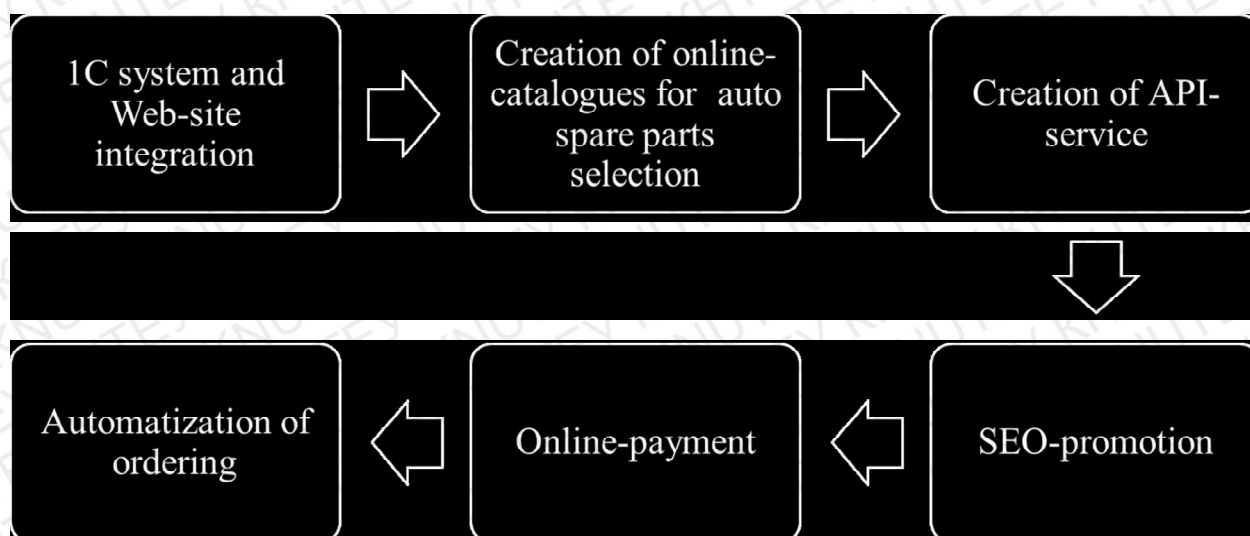 1C system and
Web-site
integration
Creation of online-
catalogues for auto
spare parts
selection
Creation of API-
service
SEO-promotion
Online-payment
Automatization of
ordering